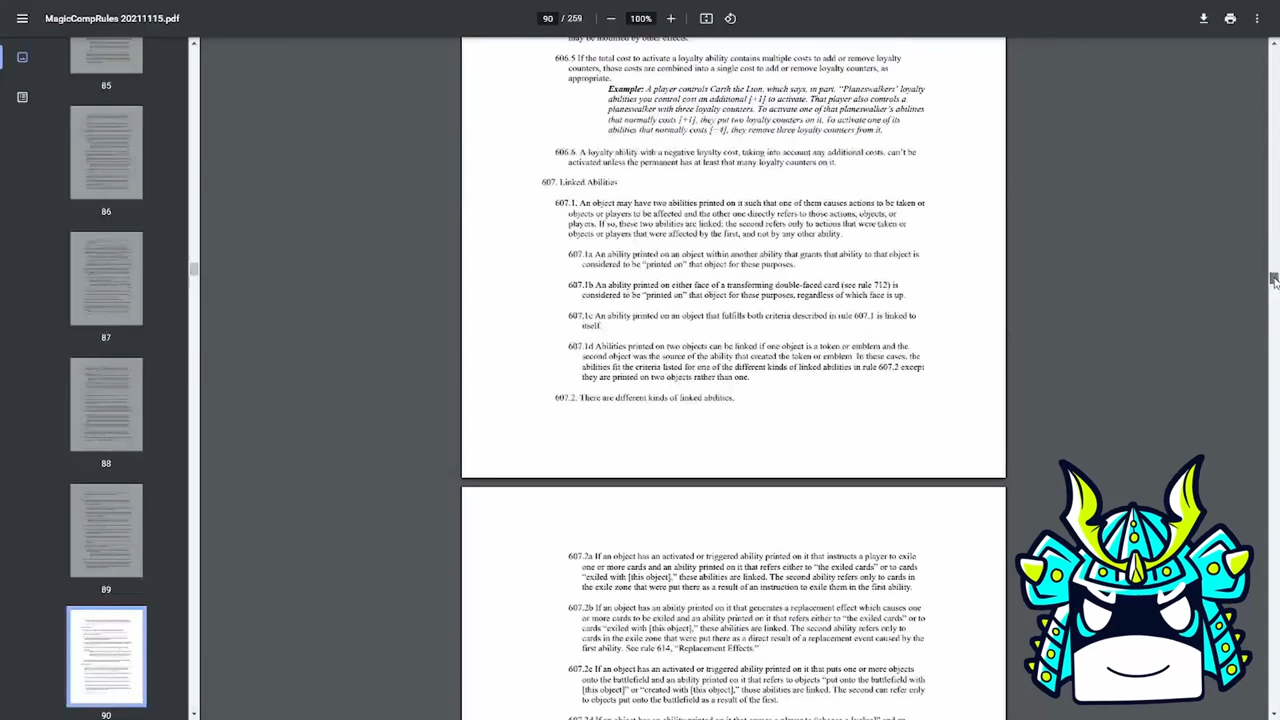 MagicCompRules 20211115.pdf
90 / 259
100%
85
86
87
88
89
90
may be modified by other effects.
606.5 If the total cost to activate a loyalty ability contains multiple costs to add or remove loyalty
counters, those costs are combined into a single cost to add or remove loyalty counters, as
appropriate.
Example: A player controls Carth the Lion, which says, in part, "Planeswalkers' loyalty
abilities you control cost an additional [+1] to activate. That player also controls a
planeswalker with three loyalty counters. To activate one of that planeswalker's abilities
that normally costs [+1], they put two loyalty counters on it. To activate one of its
abilities that normally costs [−4], they remove three loyalty counters from it.
606.6. A loyalty ability with a negative loyalty cost, taking into account any additional costs, can't be
activated unless the permanent has at least that many loyalty counters on it.
607. Linked Abilities
607.1. An object may have two abilities printed on it such that one of them causes actions to be taken or
objects or players to be affected and the other one directly refers to those actions, objects, or
players. If so, these two abilities are linked: the second refers only to actions that were taken or
objects or players that were affected by the first, and not by any other ability.
607.1a An ability printed on an object within another ability that grants that ability to that object is
considered to be "printed on" that object for these purposes.
607.1b An ability printed on either face of a transforming double-faced card (see rule 712) is
considered to be "printed on" that object for these purposes, regardless of which face is up.
607.1c An ability printed on an object that fulfills both criteria described in rule 607.1 is linked to
itself.
607.1d Abilities printed on two objects can be linked if one object is a token or emblem and the
second object was the source of the ability that created the token or emblem. In these cases, the
abilities fit the criteria listed for one of the different kinds of linked abilities in rule 607.2 except
they are printed on two objects rather than one.
607.2. There are different kinds of linked abilities.
607.2a If an object has an activated or triggered ability printed on it that instructs a player to exile
one or more cards and an ability printed on it that refers either to "the exiled cards" or to cards
"exiled with [this object]," these abilities are linked. The second ability refers only to cards in
the exile zone that were put there as a result of an instruction to exile them in the first ability.
607.2b If an object has an ability printed on it that generates a replacement effect which causes one
or more cards to be exiled and an ability printed on it that refers either to "the exiled cards" or to
cards "exiled with [this object]," these abilities are linked. The second ability refers only to
cards in the exile zone that were put there as a direct result of a replacement event caused by the
first ability. See rule 614, "Replacement Effects."
607.2c If an object has an activated or triggered ability printed on it that puts one or more objects
onto the battlefield and an ability printed on it that refers to objects "put onto the battlefield with
[this object]" or "created with [this object]," those abilities are linked. The second can refer only
to objects put onto the battlefield as a result of the first.
607.2d If an object has an ability printed on it that causes a player to "choose a [value]" and an